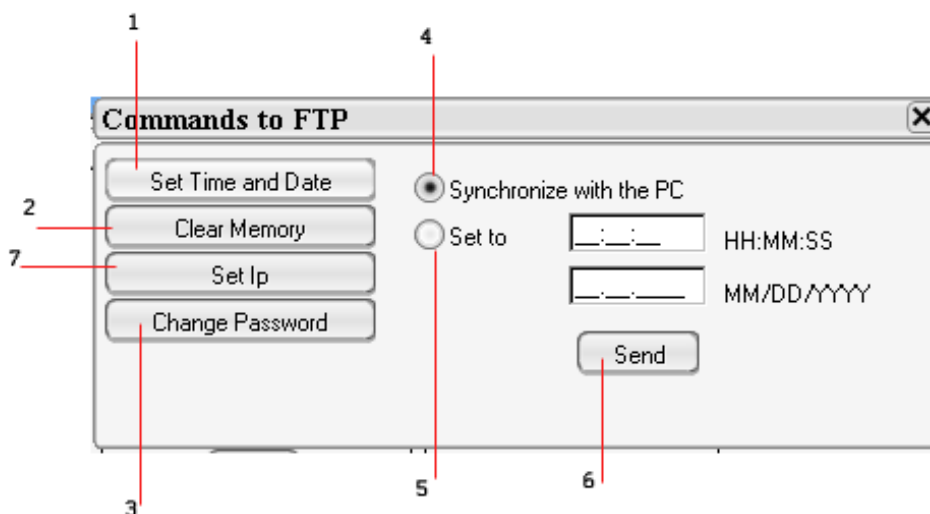 1
4
Commands to FTP
Set Time and Date
Synchronize with the PC
2
Clear Memory
Set to
__:__:__
HH:MM:SS
7
Set Ip
__.__.____
MM/DD/YYYY
Change Password
Send
3
5
6